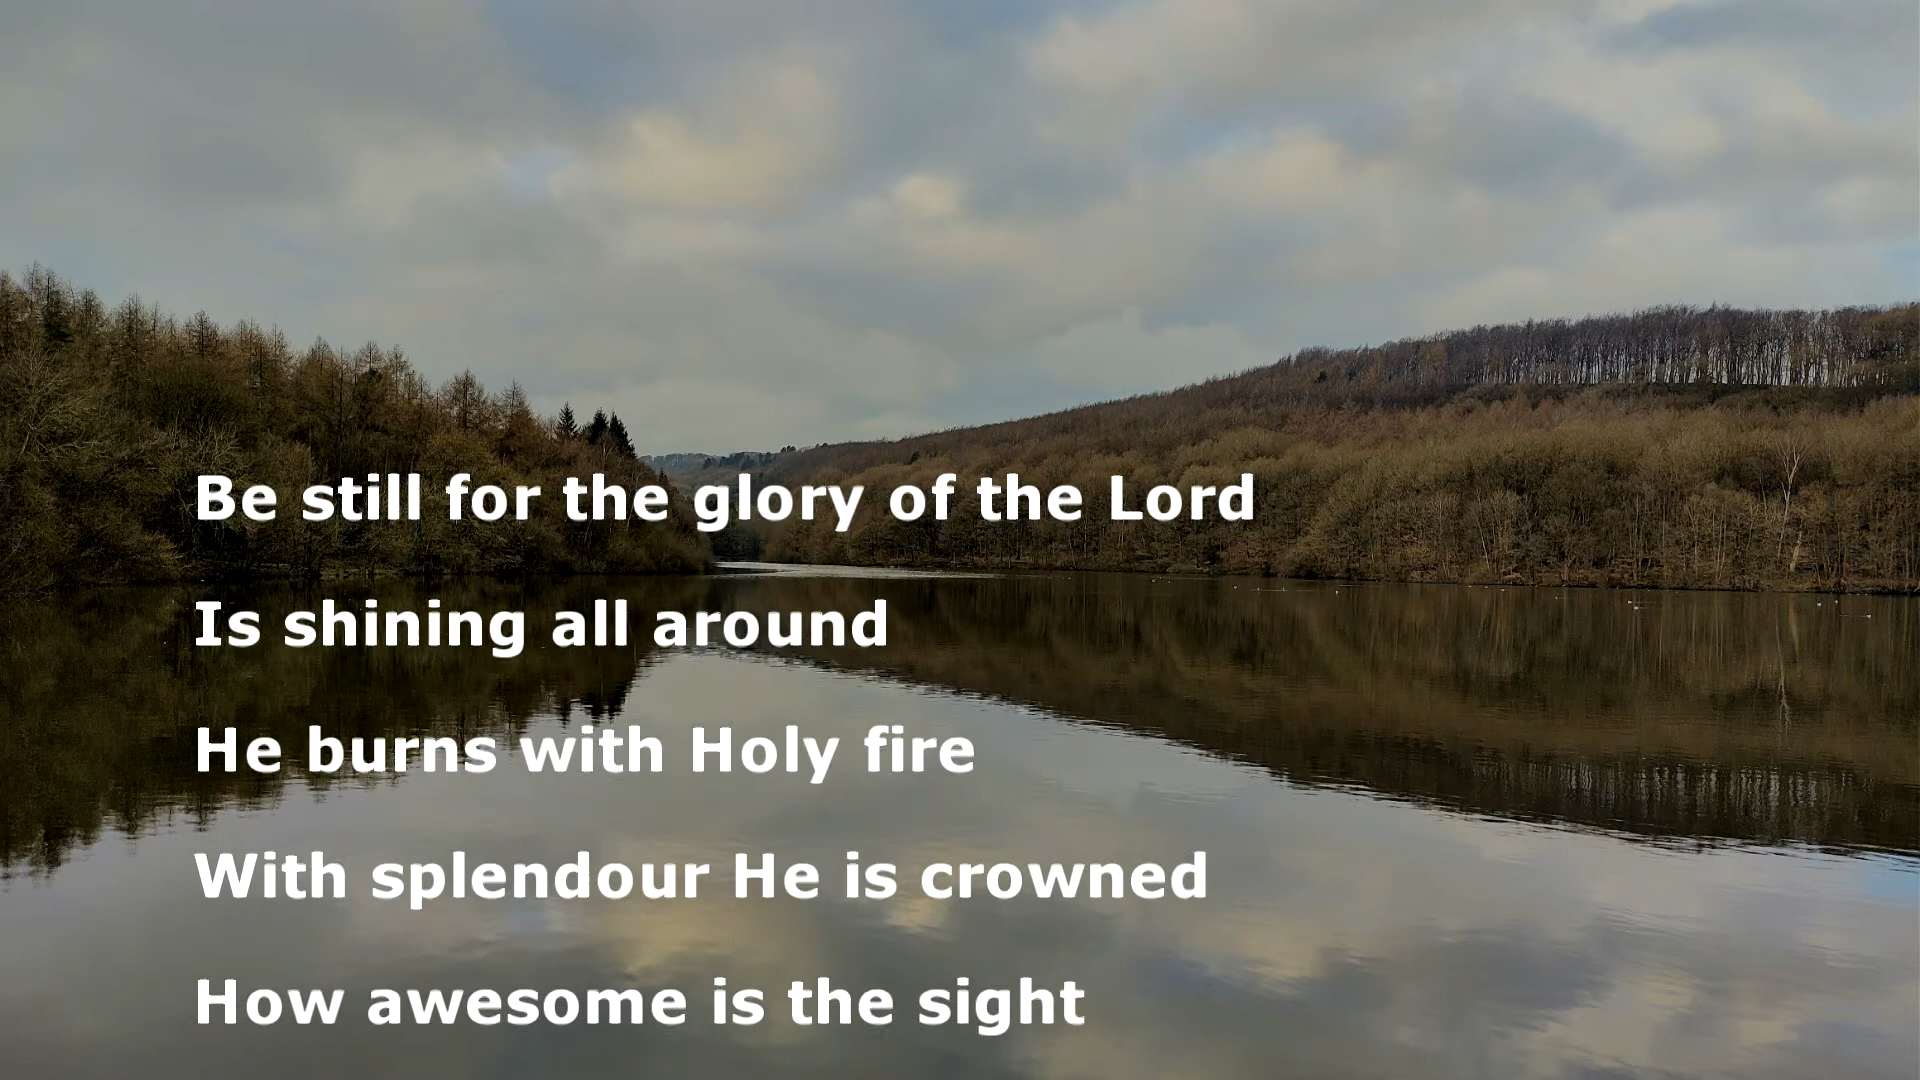 Be still for the glory of the Lord
Is shining all around
He burns with Holy fire
With splendour He is crowned
How awesome is the sight